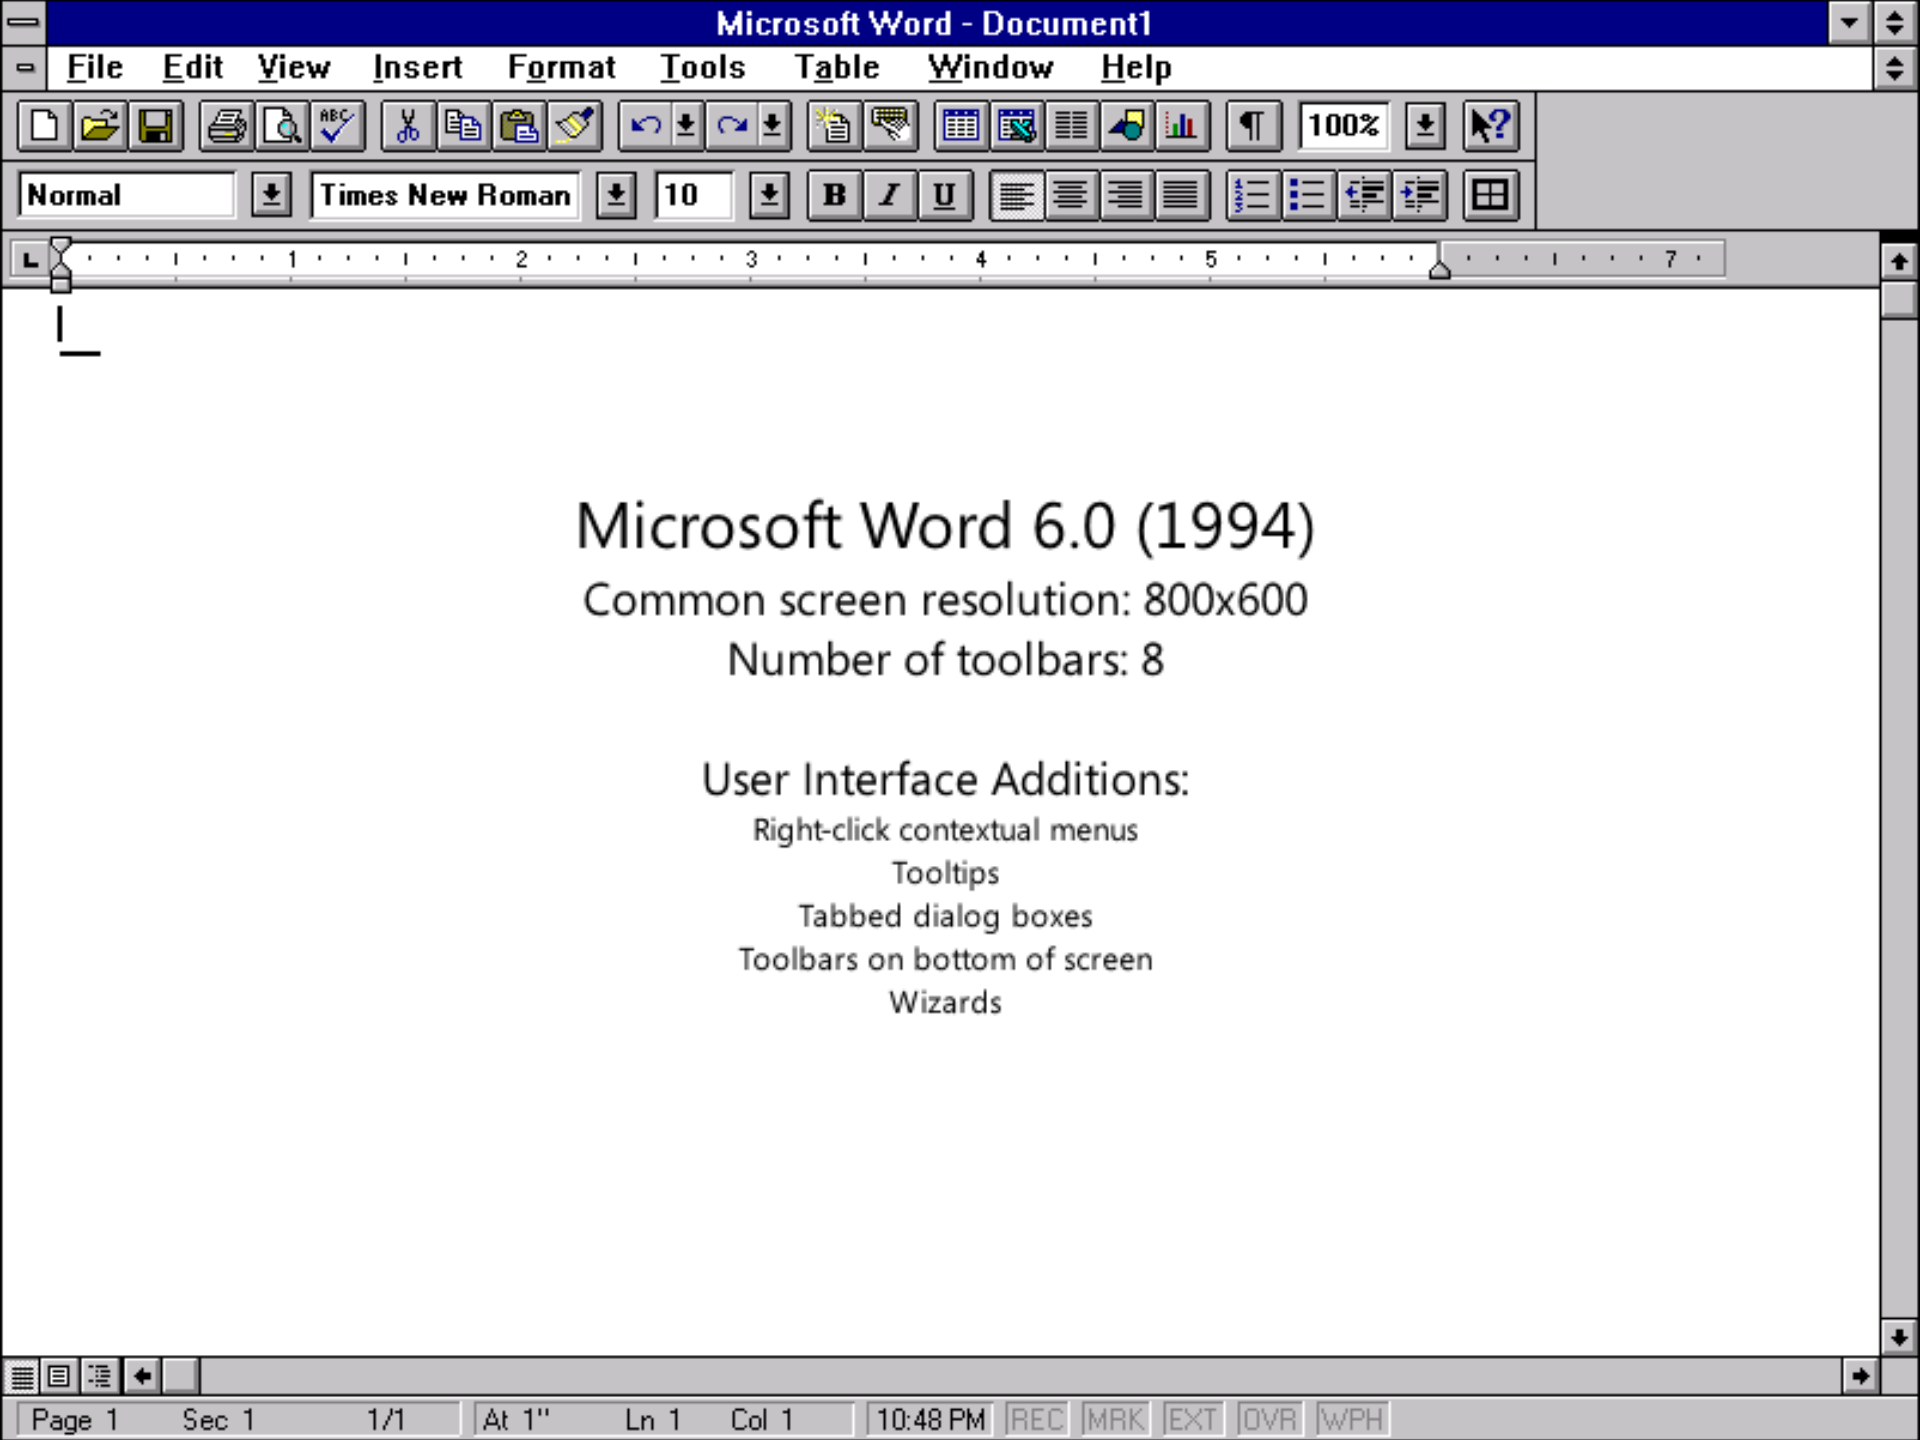 Microsoft Word - Document1
File Edit View Insert Format Tools Table Window Help
ABC 100% ?
Normal Times New Roman 10 B I U
L 1 2 3 4 5 7
Microsoft Word 6.0 (1994)
Common screen resolution: 800x600
Number of toolbars: 8
User Interface Additions:
Right-click contextual menus
Tooltips
Tabbed dialog boxes
Toolbars on bottom of screen
Wizards
Page 1 Sec 1 1/1 At 1" Ln 1 Col 1 10:48 PM REC MRK EXT OVR WPH